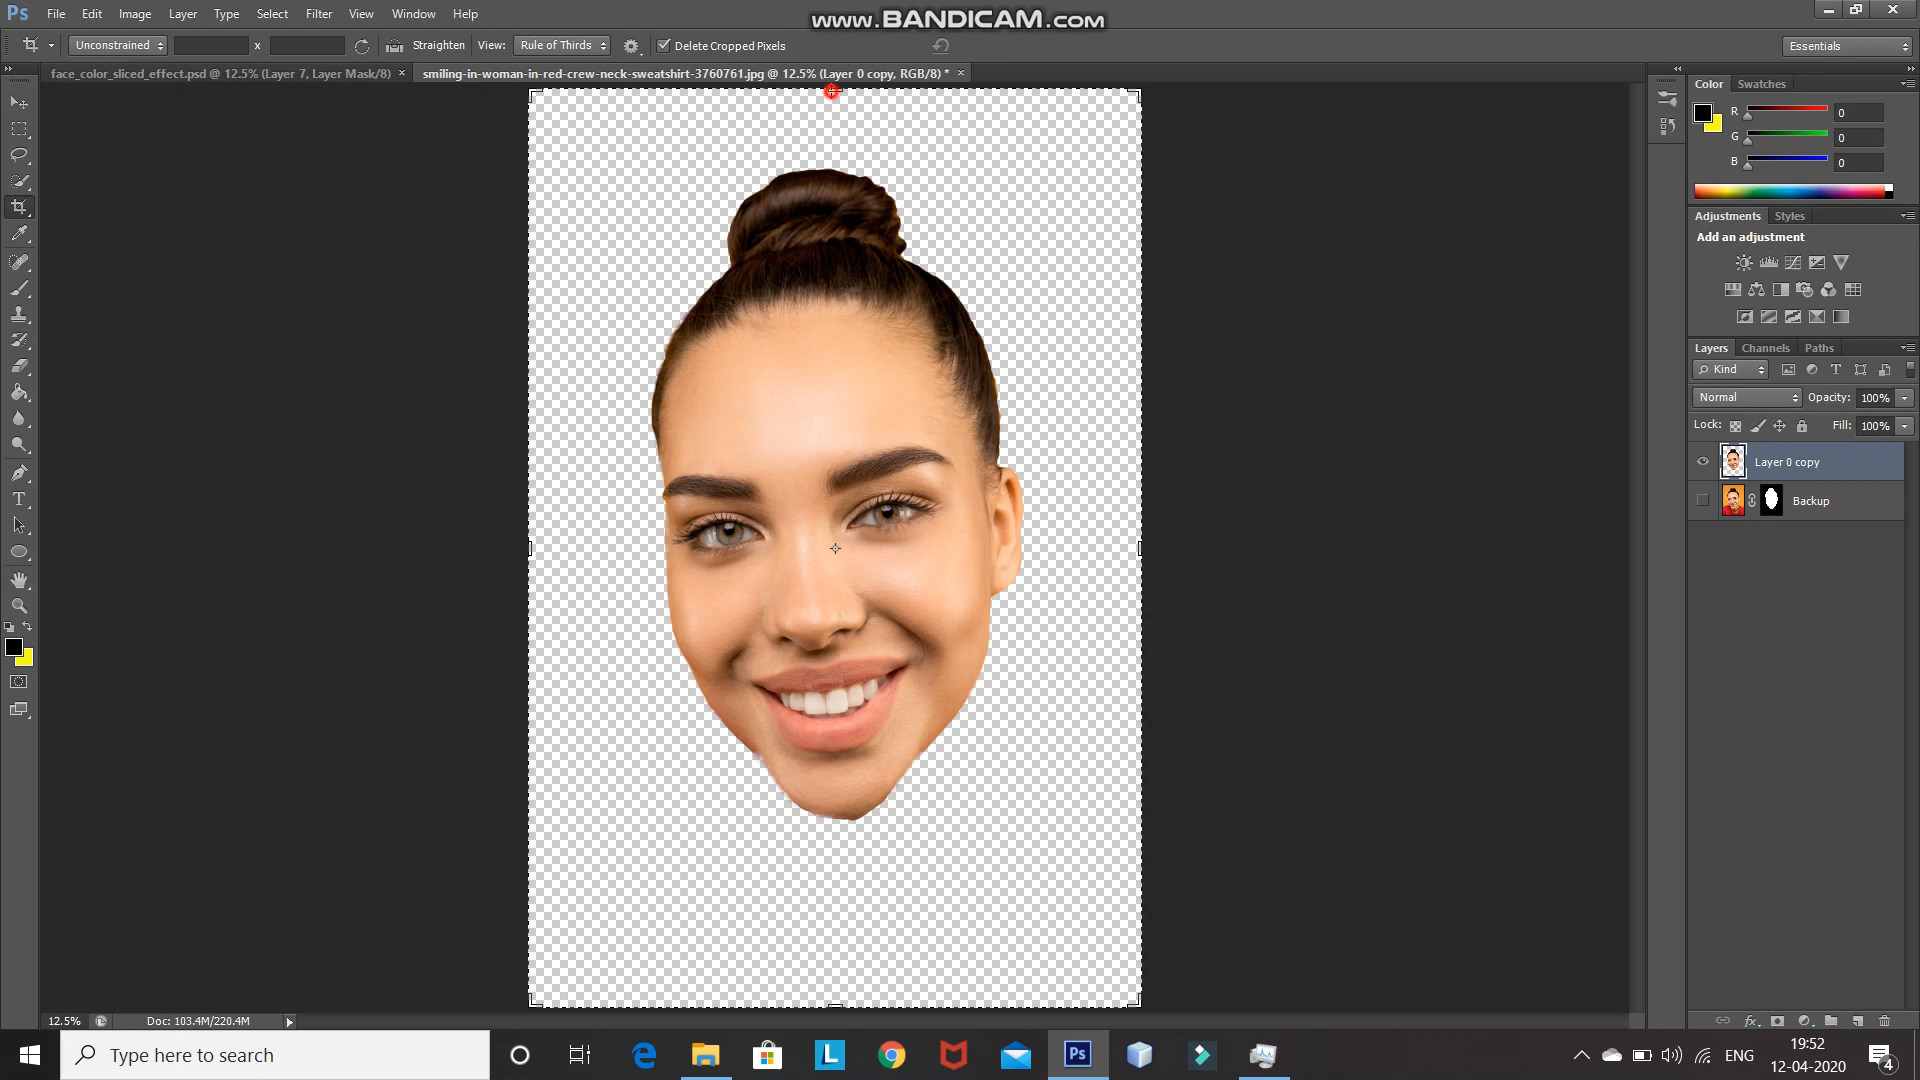 Ps File Edit Image Layer Type Select Filter View Window Help
www.BANDICAM.com
Unconstrained x Straighten View: Rule of Thirds Delete Cropped Pixels Essentials
face_color_sliced_effect.psd @ 12.5% (Layer 7, Layer Mask/8) × smiling-in-woman-in-red-crew-neck-sweatshirt-3760761.jpg @ 12.5% (Layer 0 copy, RGB/8) * ×
Color Swatches
R 0
G 0
B 0
Adjustments Styles
Add an adjustment
Layers Channels Paths
Kind
Normal Opacity: 100%
Lock: Fill: 100%
Layer 0 copy
Backup
12.5% Doc: 103.4M/220.4M
Type here to search
L
Ps
ENG
19:52
12-04-2020
4